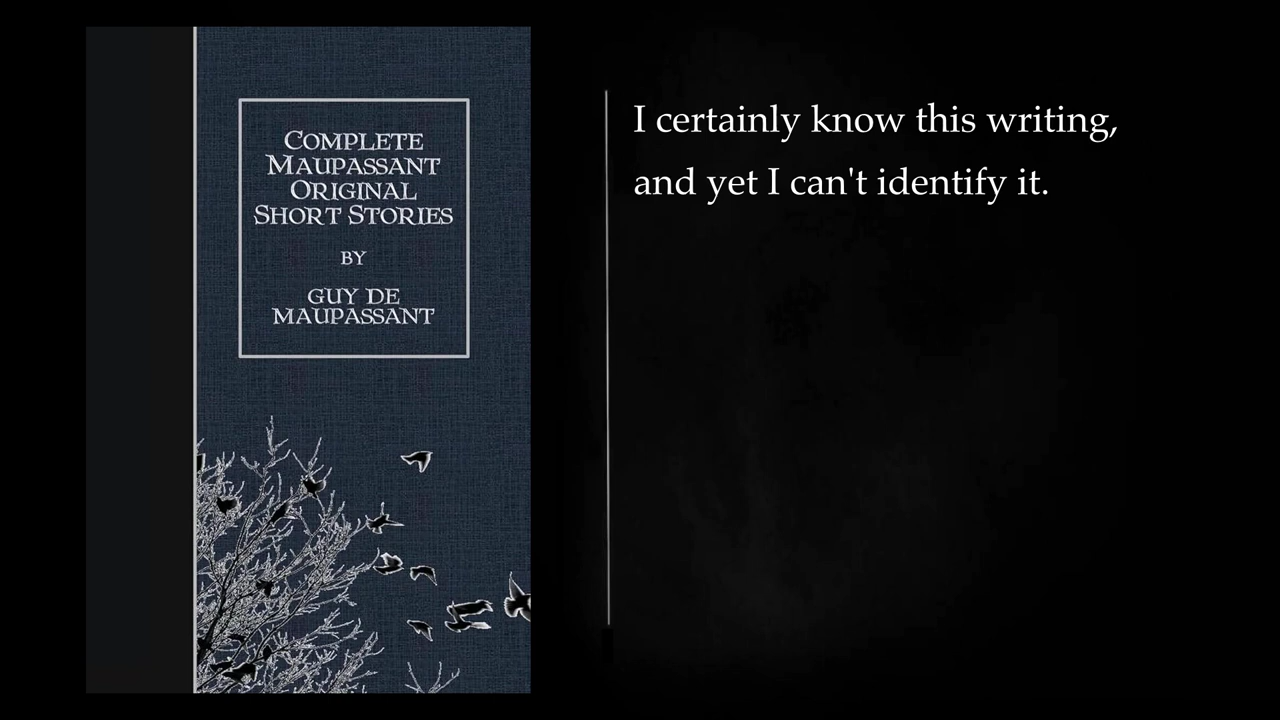 COMPLETE
MAUPASSANT
ORIGINAL
SHORT STORIES
BY
GUY DE
MAUPASSANT
I certainly know this writing,
and yet I can't identify it.